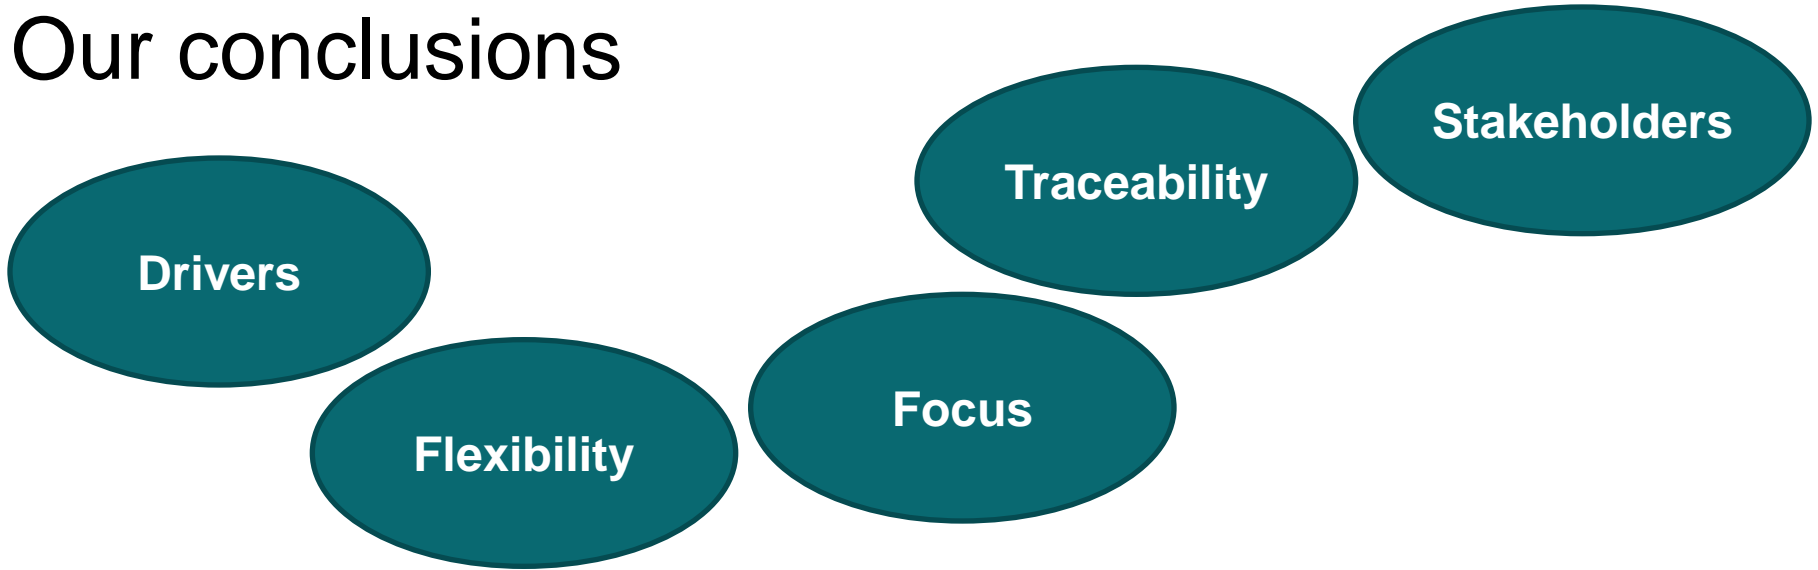 Our conclusions
Drivers
Flexibility
Focus
Traceability
Stakeholders